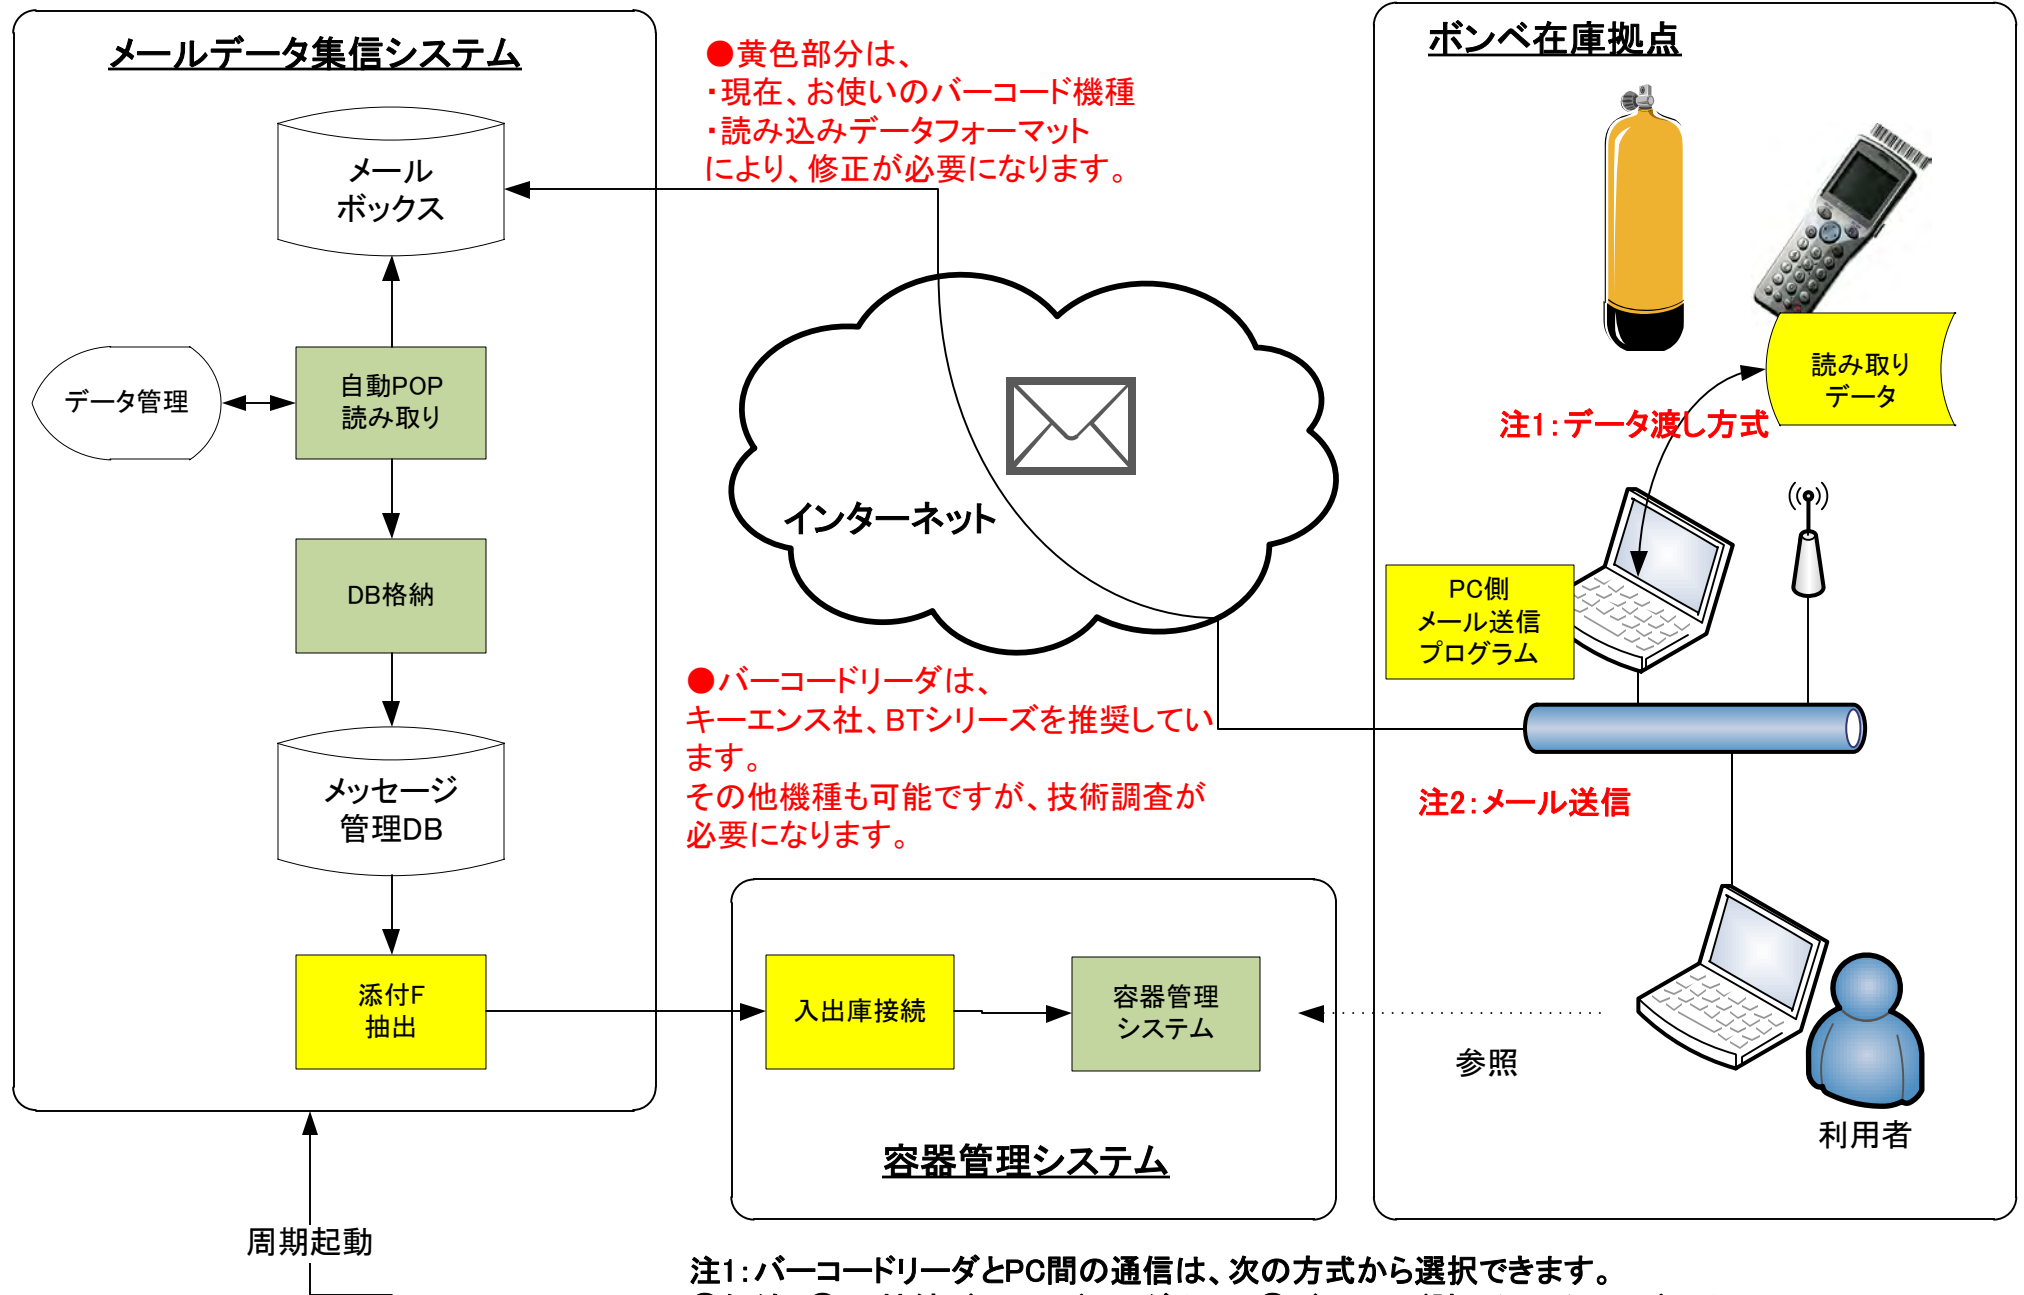 メールデータ集信システム
メール
ボックス
自動POP
読み取り
データ管理
DB格納
メッセージ
管理DB
添付F
抽出
周期起動
●黄色部分は、
・現在、お使いのバーコード機種
・読み込みデータフォーマット
により、修正が必要になります。
インターネット
●バーコードリーダは、
キーエンス社、BTシリーズを推奨してい
ます。
その他機種も可能ですが、技術調査が
必要になります。
入出庫接続
容器管理
システム
容器管理システム
ボンベ在庫拠点
読み取り
データ
注1:データ渡し方式
PC側
メール送信
プログラム
注2:メール送信
参照
利用者
注1:バーコードリーダとPC間の通信は、次の方式から選択できます。